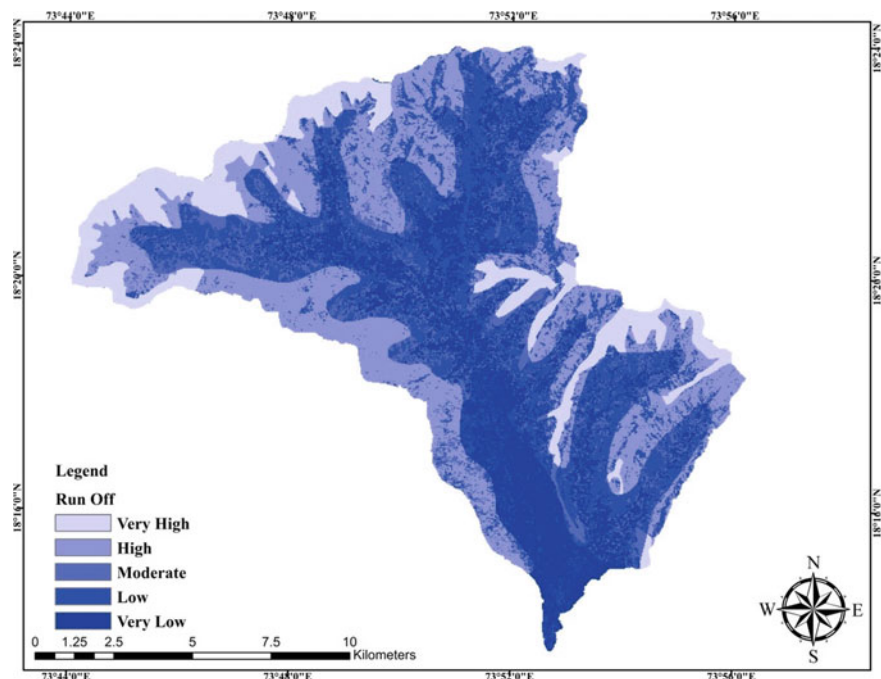 73°44'0"E 73°48'0"E 73°52'0"E 73°56'0"E
18°24'0"N 18°24'0"N
18°20'0"N 18°20'0"N
Legend
Run Off
18°16'0"N 18°16'0"N
Very High
High
Moderate
Low
Very Low
N
W E
S
0 1.25 2.5 5 7.5 10
Kilometers
73°44'0"E 73°48'0"E 73°52'0"E 73°56'0"E